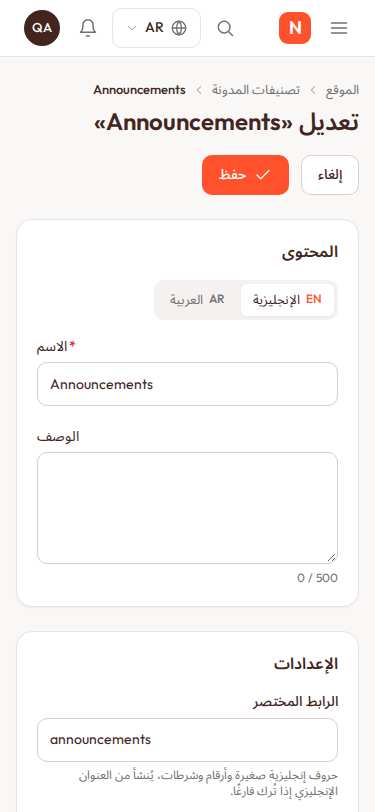 N
AR
QA
الموقع
تصنيفات المدونة
Announcements
تعديل «Announcements»
إلغاء
حفظ
المحتوى
EN الإنجليزية
AR العربية
الاسم*
Announcements
الوصف
0 / 500
الإعدادات
الرابط المختصر
announcements
حروف إنجليزية صغيرة وأرقام وشرطات، يُنشأ من العنوان
الإنجليزي إذا تُرك فارغًا.